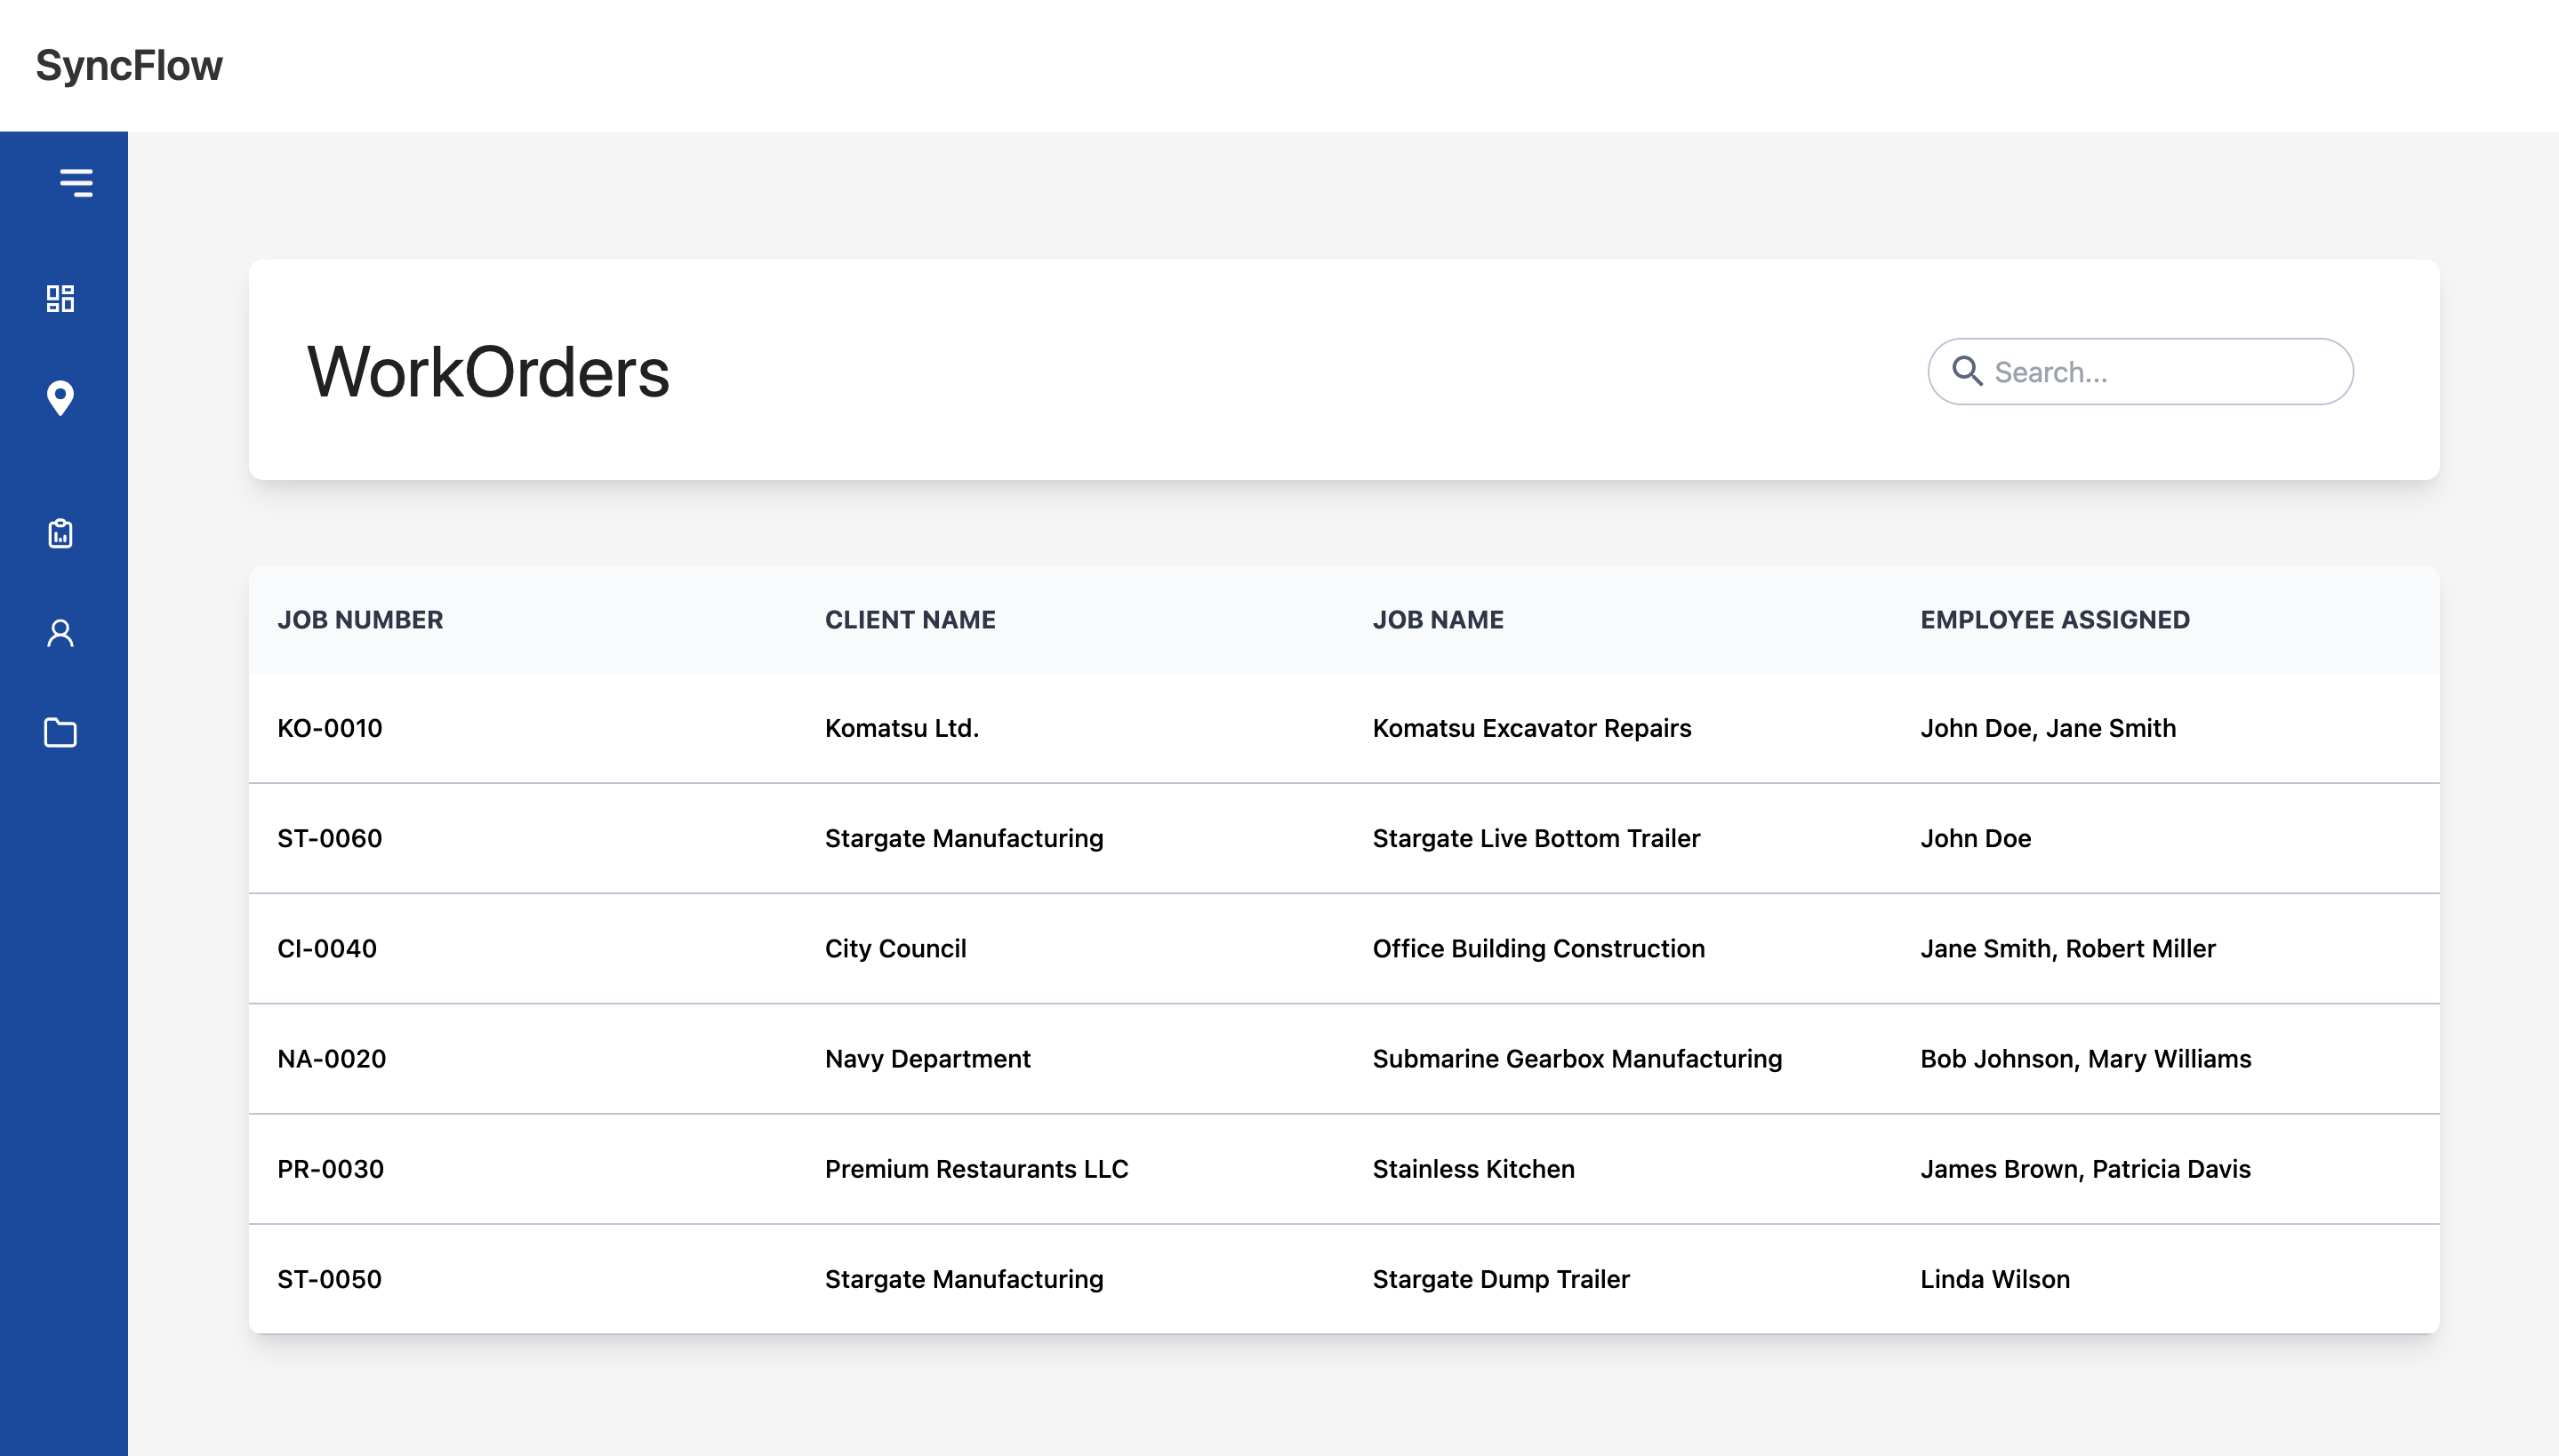 SyncFlow
WorkOrders
Search...
JOB NUMBER CLIENT NAME JOB NAME EMPLOYEE ASSIGNED
KO-0010 Komatsu Ltd. Komatsu Excavator Repairs John Doe, Jane Smith
ST-0060 Stargate Manufacturing Stargate Live Bottom Trailer John Doe
CI-0040 City Council Office Building Construction Jane Smith, Robert Miller
NA-0020 Navy Department Submarine Gearbox Manufacturing Bob Johnson, Mary Williams
PR-0030 Premium Restaurants LLC Stainless Kitchen James Brown, Patricia Davis
ST-0050 Stargate Manufacturing Stargate Dump Trailer Linda Wilson